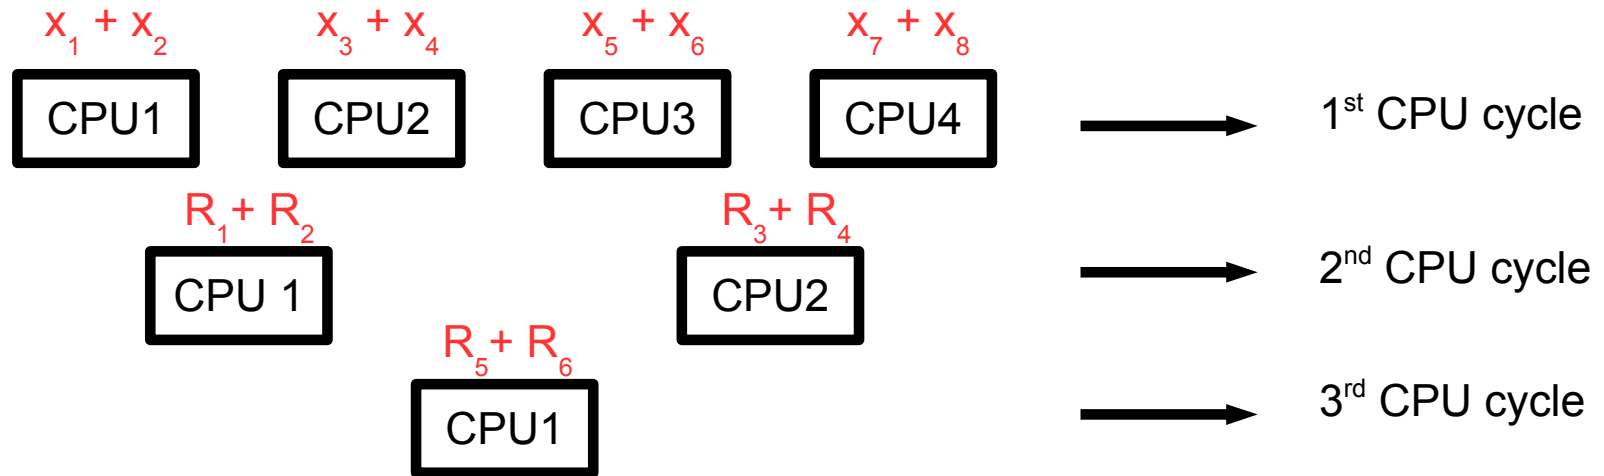 x₁ + x₂ x₃ + x₄ x₅ + x₆ x₇ + x₈
CPU1 CPU2 CPU3 CPU4 1ˢᵗ CPU cycle
R₁+ R₂ R₃+ R₄
CPU 1 CPU2 2ⁿᵈ CPU cycle
R₅+ R₆
CPU1 3ʳᵈ CPU cycle